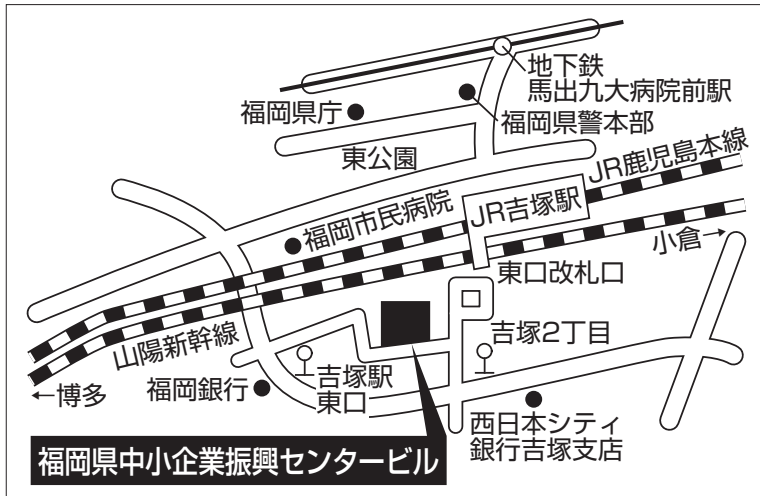 地下鉄
馬出九大病院前駅
福岡県庁
福岡県警本部
東公園
JR鹿児島本線
JR吉塚駅
福岡市民病院
小倉→
東口改札口
山陽新幹線
吉塚2丁目
←博多
福岡銀行
吉塚駅
東口
西日本シティ
銀行吉塚支店
福岡県中小企業振興センタービル